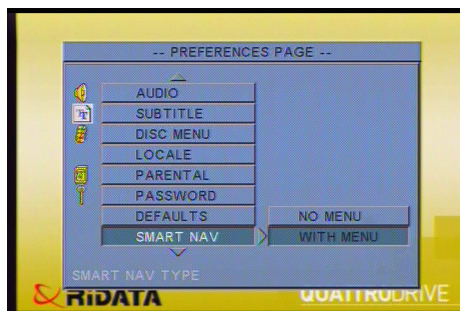 -- PREFERENCES PAGE --
AUDIO
SUBTITLE
DISC MENU
LOCALE
PARENTAL
PASSWORD
DEFAULTS
NO MENU
SMART NAV
WITH MENU
SMART NAV TYPE
RiDATA
QUATTRODRIVE